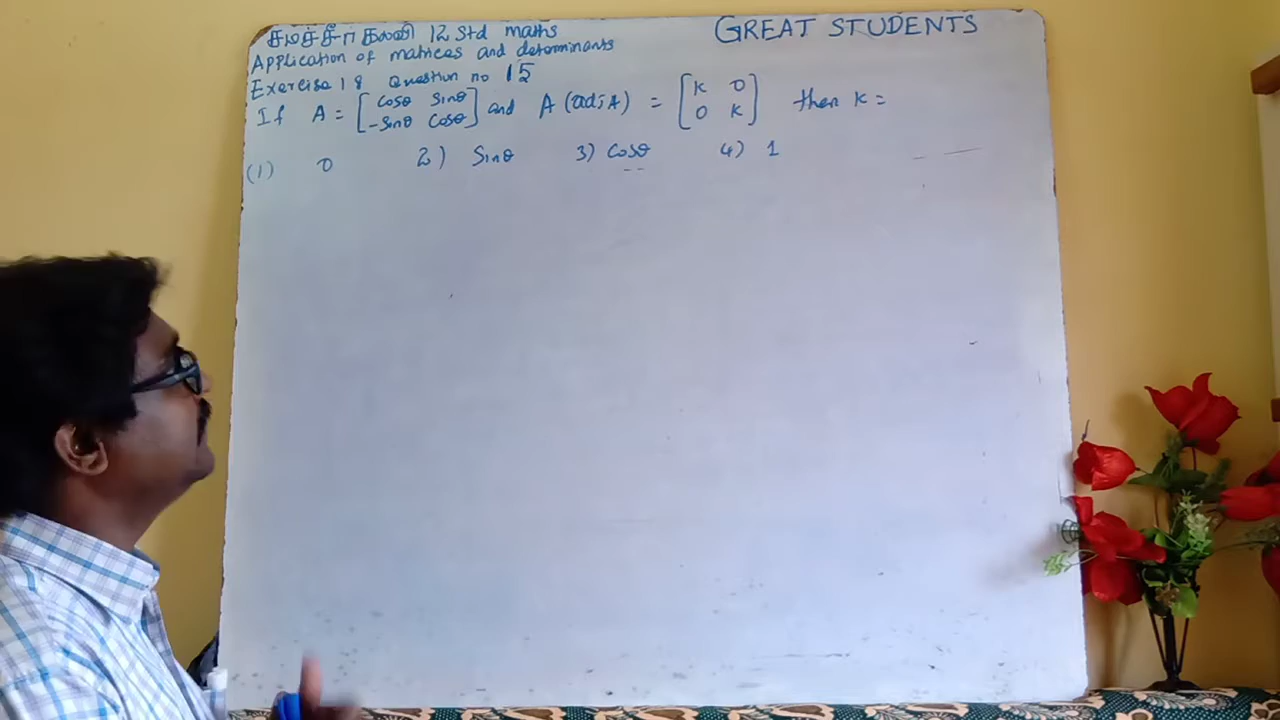 சமச்சீர் கல்வி 12 Std maths
GREAT STUDENTS
Application of matrices and determinants
Exercise 1 8 Question no 15
If A = [cosθ sinθ; -sinθ cosθ] and A (adj A) = [k 0; 0 k] then k =
(1) 0 2) sinθ 3) cosθ 4) 1